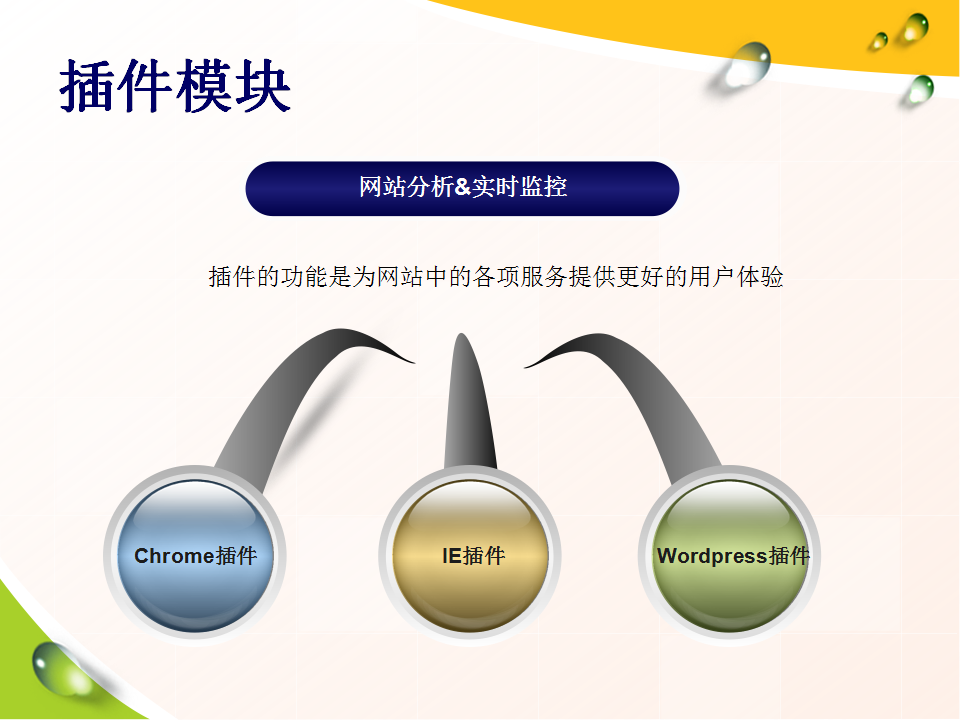 插件模块
网站分析&实时监控
插件的功能是为网站中的各项服务提供更好的用户体验
Chrome插件
IE插件
Wordpress插件